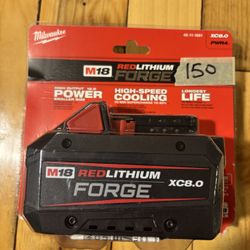 Milwaukee
XC8.0
M18 REDLITHIUM
FORGE
150
POWER
HIGH-SPEED
COOLING
LONGEST
LIFE
M18 REDLITHIUM
FORGE XC8.0